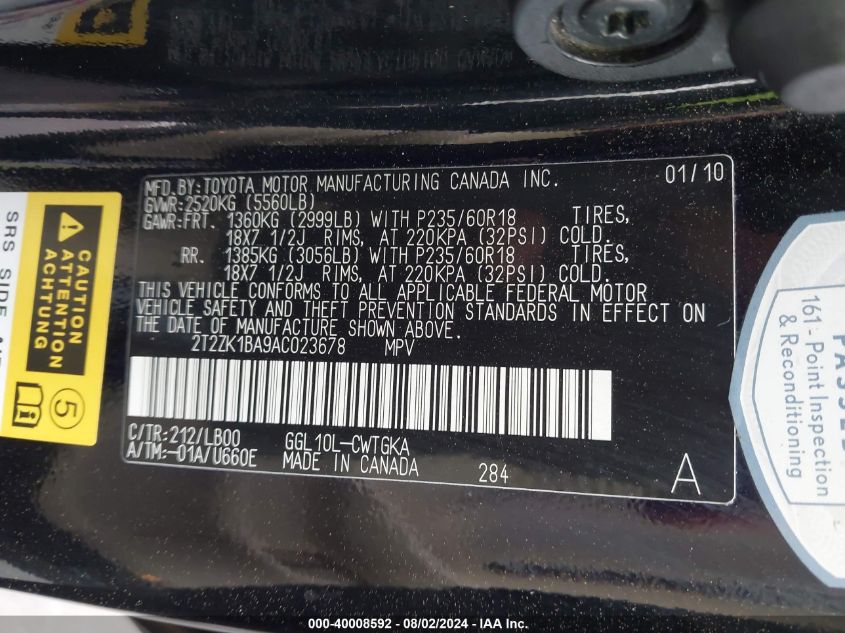 MFD.BY:TOYOTA MOTOR MANUFACTURING CANADA INC. 01/10
GVWR:2520KG (5560LB)
GAWR:FRT. 1360KG (2999LB) WITH P235/60R18 TIRES,
18X7 1/2J RIMS, AT 220KPA (32PSI) COLD.
RR. 1385KG (3056LB) WITH P235/60R18 TIRES,
18X7 1/2J RIMS, AT 220KPA (32PSI) COLD.
THIS VEHICLE CONFORMS TO ALL APPLICABLE FEDERAL MOTOR
VEHICLE SAFETY AND THEFT PREVENTION STANDARDS IN EFFECT ON
THE DATE OF MANUFACTURE SHOWN ABOVE.
2T2ZK1BA9AC023678 MPV
C/TR:212/LB00 GGL10L-CWTGKA
A/TM:-01A/U660E MADE IN CANADA 284 A
CAUTION
ATTENTION
ACHTUNG
5
SRS SIDE
161-Point Inspection
& Reconditioning
000-40008592 - 08/02/2024 - IAA Inc.